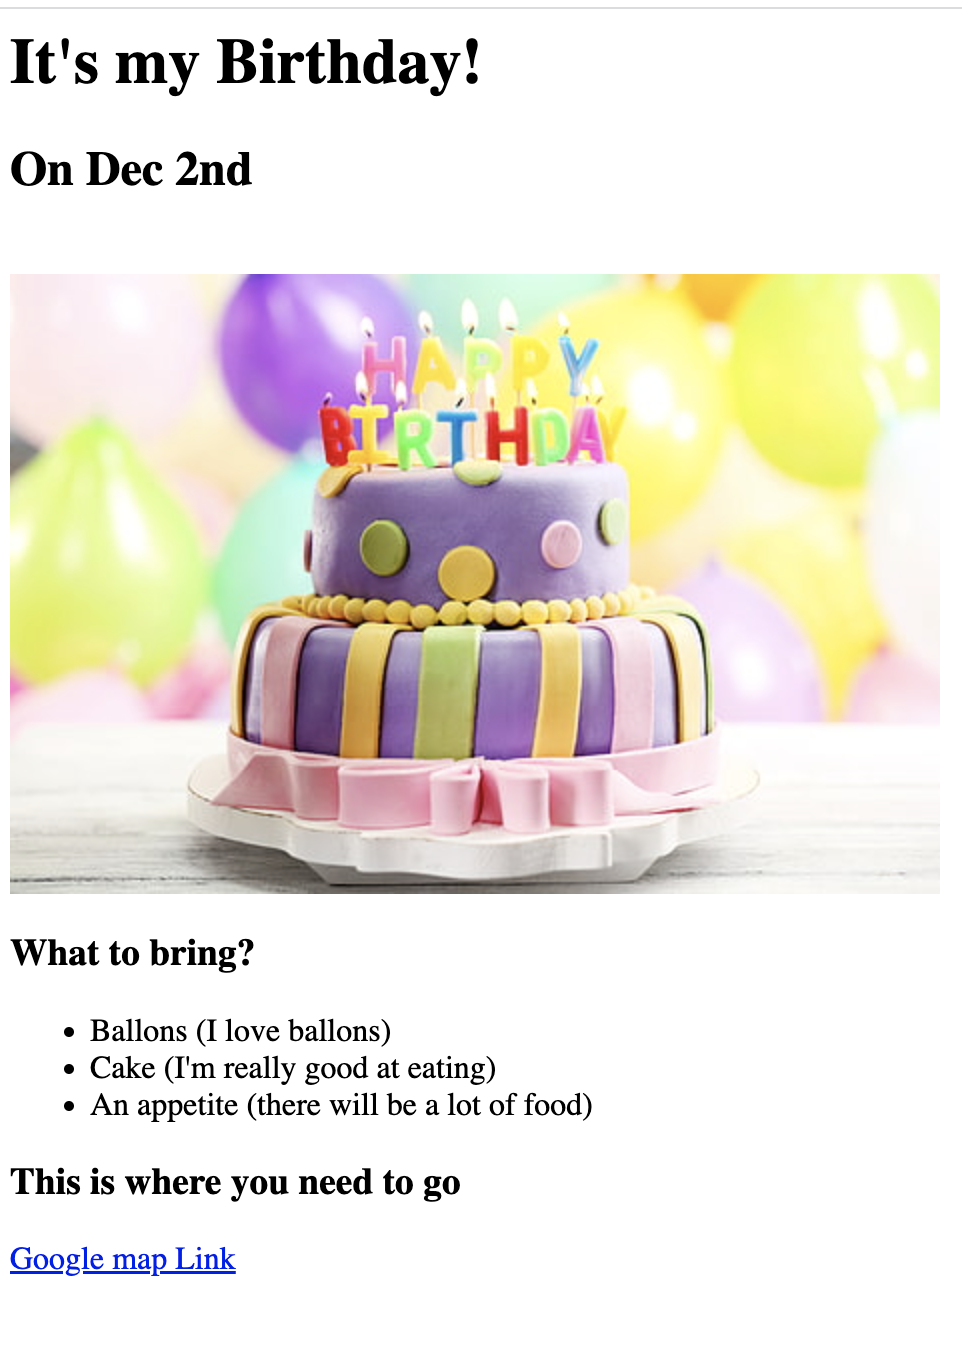 It's my Birthday!
On Dec 2nd
HAPPY
BIRTHDAY
What to bring?
Ballons (I love ballons)
Cake (I'm really good at eating)
An appetite (there will be a lot of food)
This is where you need to go
Google map Link